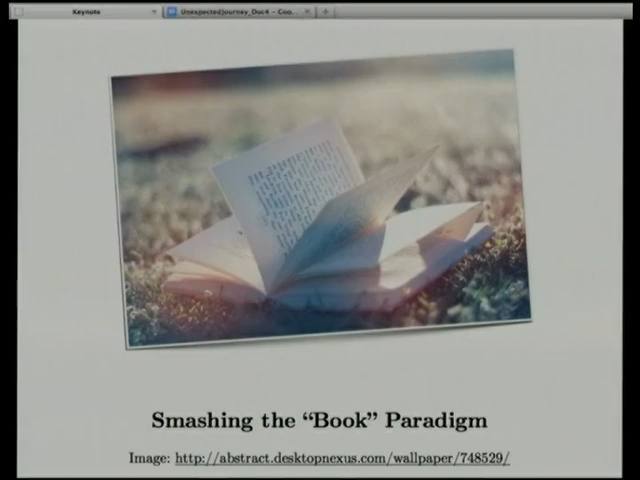 Keynote
Smashing the “Book” Paradigm
Image: http://abstract.desktopnexus.com/wallpaper/748529/